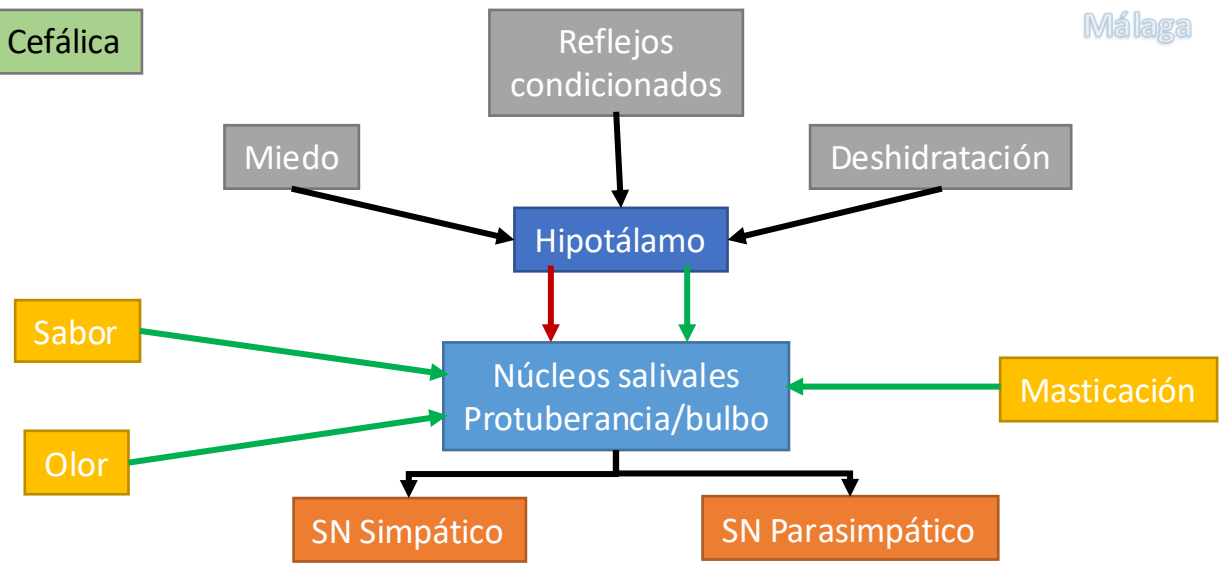 Cefálica
Málaga
Reflejos
condicionados
Miedo
Deshidratación
Hipotálamo
Sabor
Núcleos salivales
Protuberancia/bulbo
Masticación
Olor
SN Simpático
SN Parasimpático